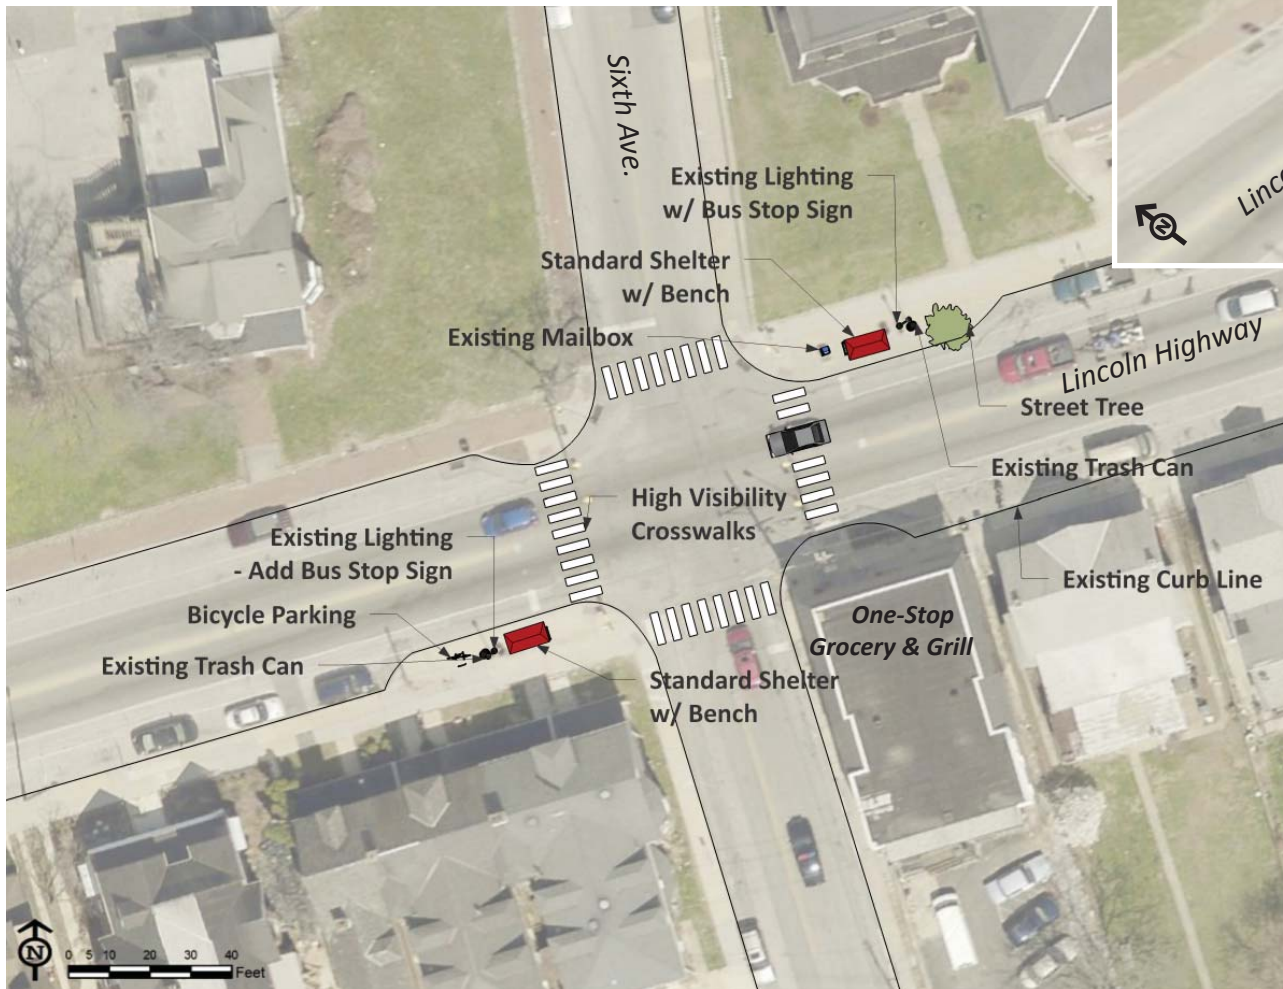 Sixth Ave.
Existing Lighting
w/ Bus Stop Sign
Linco
N
Standard Shelter
w/ Bench
Existing Mailbox
Lincoln Highway
Street Tree
Existing Trash Can
High Visibility
Crosswalks
Existing Lighting
- Add Bus Stop Sign
Existing Curb Line
Bicycle Parking
One-Stop
Grocery & Grill
Existing Trash Can
Standard Shelter
w/ Bench
N
0 5 10 20 30 40
Feet